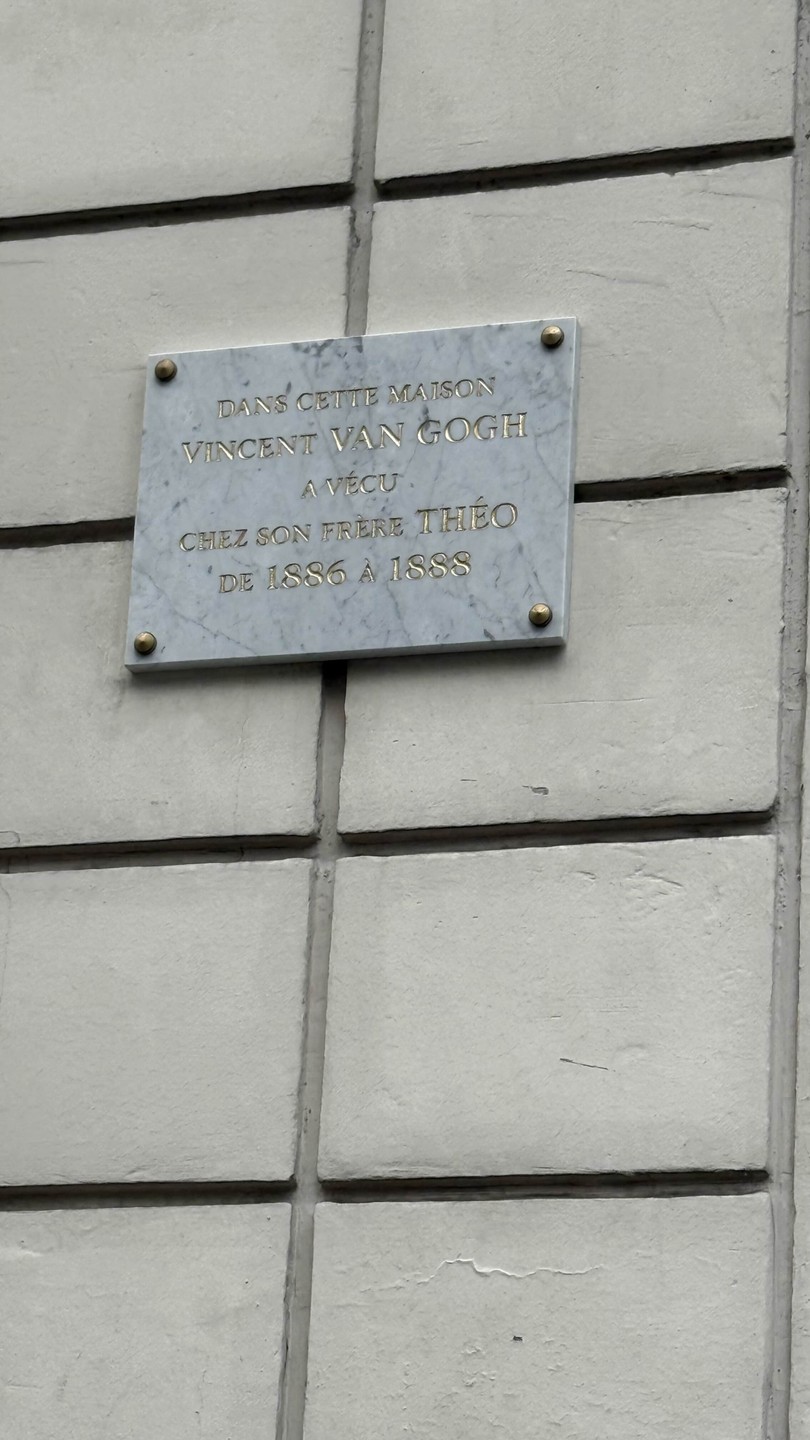 DANS CETTE MAISON
VINCENT VAN GOGH
A VÉCU
CHEZ SON FRÈRE THÉO
DE 1886 À 1888